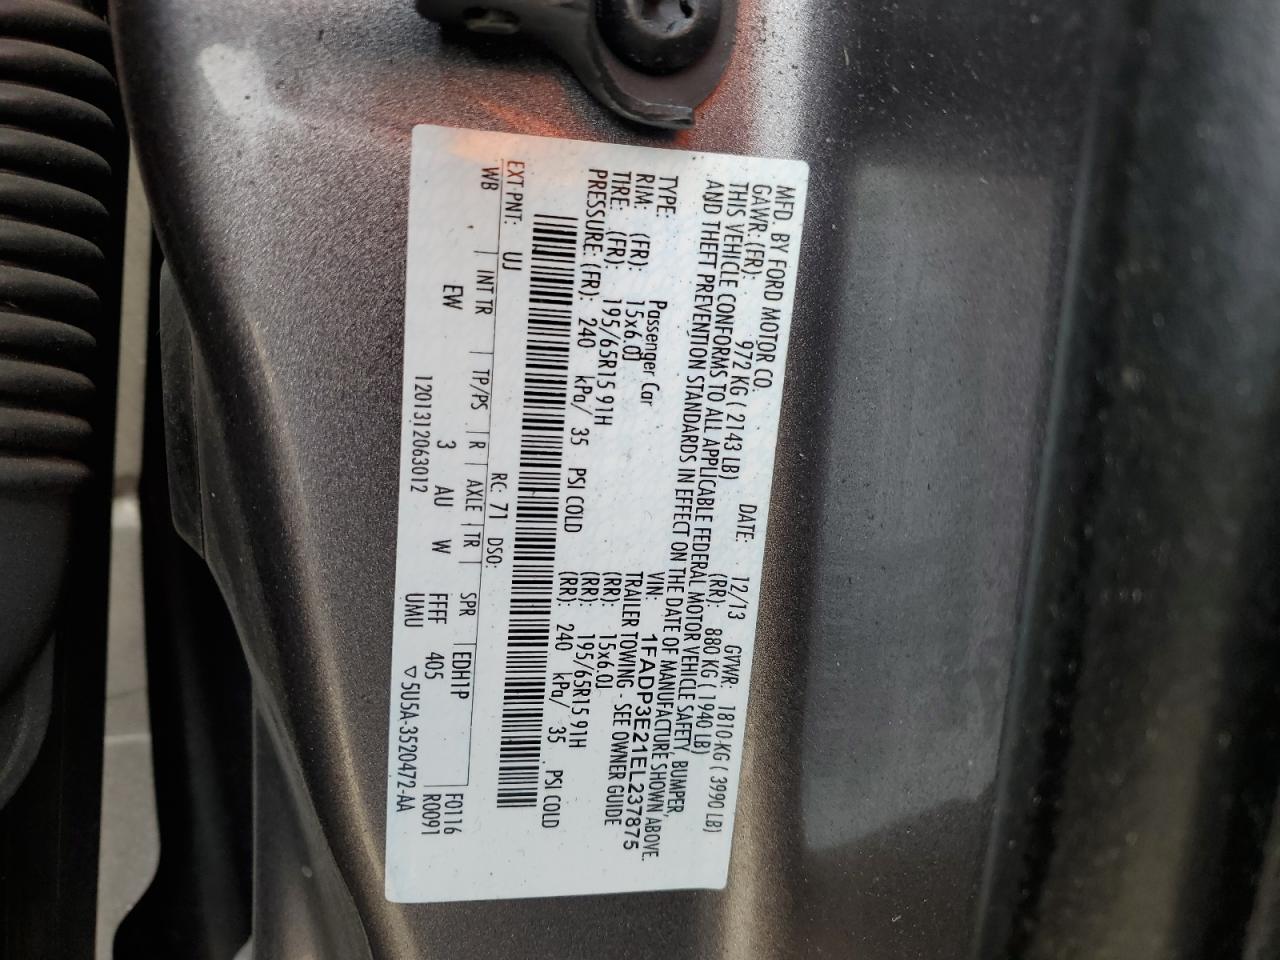 MFD. BY FORD MOTOR CO.
DATE: 12/13 GVWR: 1810 KG ( 3990 LB)
GAWR: (FR): 972 KG ( 2143 LB) (RR): 880 KG ( 1940 LB)
THIS VEHICLE CONFORMS TO ALL APPLICABLE FEDERAL MOTOR VEHICLE SAFETY, BUMPER,
AND THEFT PREVENTION STANDARDS IN EFFECT ON THE DATE OF MANUFACTURE SHOWN ABOVE.
VIN 1FADP3E21EL237875
TYPE: Passenger Car TRAILER TOWING - SEE OWNER GUIDE
RIM: (FR): 15x6.0J (RR): 15x6.0J
TIRE: (FR): 195/65R15 91H (RR): 195/65R15 91H
PRESSURE: (FR): 240 kPa/ 35 PSI COLD (RR): 240 kPa/ 35 PSI COLD
EXT PNT: UJ RC: 71 DSO:
WB INT TR TP/PS R AXLE TR SPR EDH1P F0116
EW 3 AU W FFFF 405 R0091
1201312063012 UMU ▽5U5A-3520472-AA